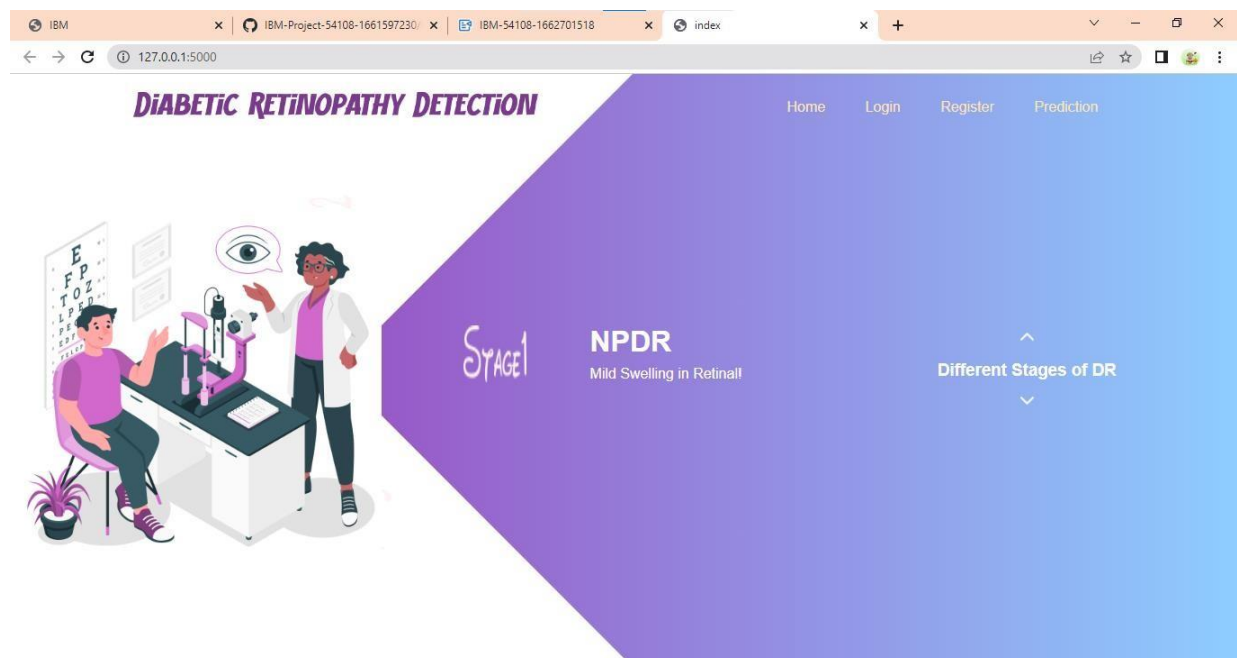 IBM
IBM-Project-54108-1661597230/
IBM-54108-1662701518
index
127.0.0.1:5000
DiABETiC RETiNOPATHY DETECTiON
Home Login Register Prediction
E
F P
T O Z
L P E D
STAGE1
NPDR
Mild Swelling in Retinal!
Different Stages of DR